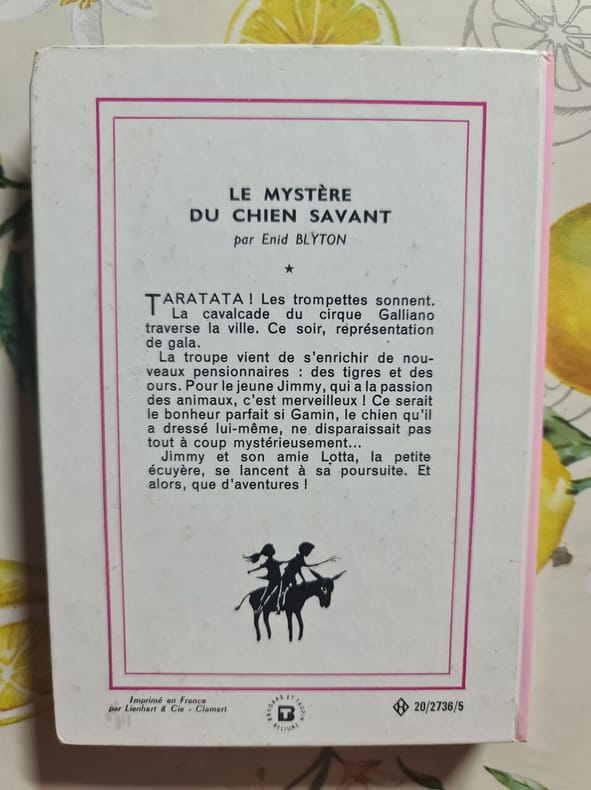 LE MYSTÈRE
DU CHIEN SAVANT
par Enid BLYTON
TARATATA ! Les trompettes sonnent.
La cavalcade du cirque Galliano
traverse la ville. Ce soir, représentation
de gala.
La troupe vient de s'enrichir de nou-
veaux pensionnaires : des tigres et des
ours. Pour le jeune Jimmy, qui a la passion
des animaux, c'est merveilleux ! Ce serait
le bonheur parfait si Gamin, le chien qu'il
a dressé lui-même, ne disparaissait pas
tout à coup mystérieusement...
Jimmy et son amie Lotta, la petite
écuyère, se lancent à sa poursuite. Et
alors, que d'aventures !
Imprimé en France
par Lienhart & Cie - Clamart
BRODARD ET TAUPIN
RELIURE
H 20/2736/5